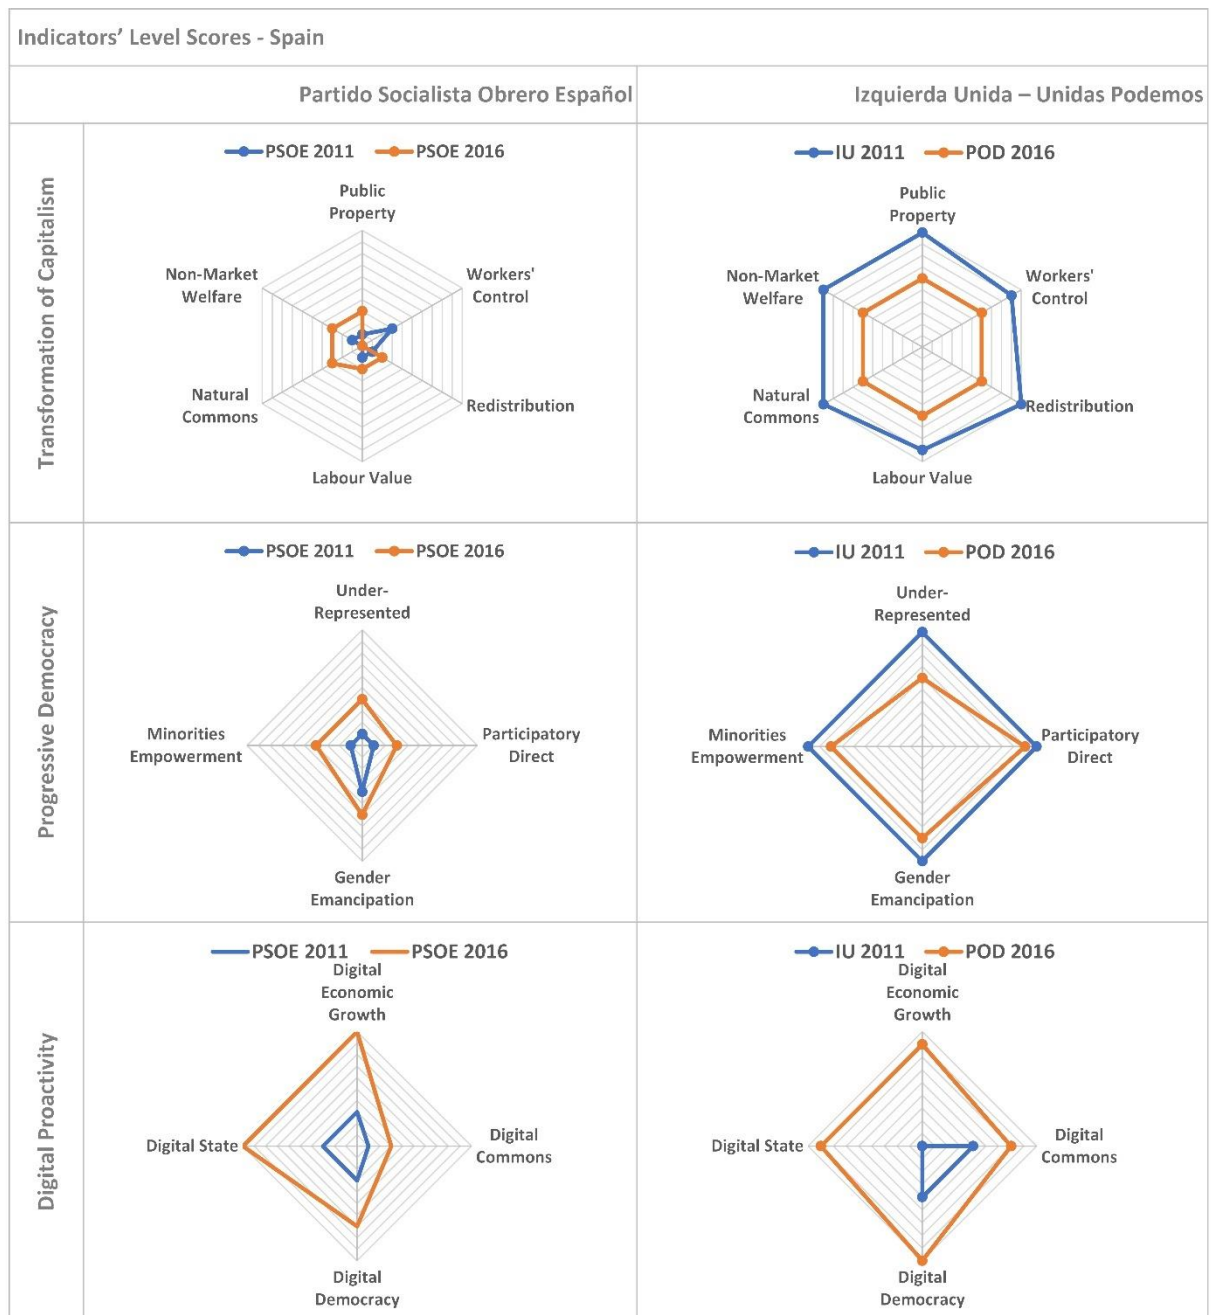 Indicators' Level Scores - Spain
Partido Socialista Obrero Español
Izquierda Unida – Unidas Podemos
Transformation of Capitalism
PSOE 2011
PSOE 2016
Public
Property
Workers'
Control
Redistribution
Labour Value
Natural
Commons
Non-Market
Welfare
IU 2011
POD 2016
Public
Property
Workers'
Control
Redistribution
Labour Value
Natural
Commons
Non-Market
Welfare
Progressive Democracy
PSOE 2011
PSOE 2016
Under-
Represented
Participatory
Direct
Gender
Emancipation
Minorities
Empowerment
IU 2011
POD 2016
Under-
Represented
Participatory
Direct
Gender
Emancipation
Minorities
Empowerment
Digital Proactivity
PSOE 2011
PSOE 2016
Digital
Economic
Growth
Digital
Commons
Digital
Democracy
Digital State
IU 2011
POD 2016
Digital
Economic
Growth
Digital
Commons
Digital
Democracy
Digital State